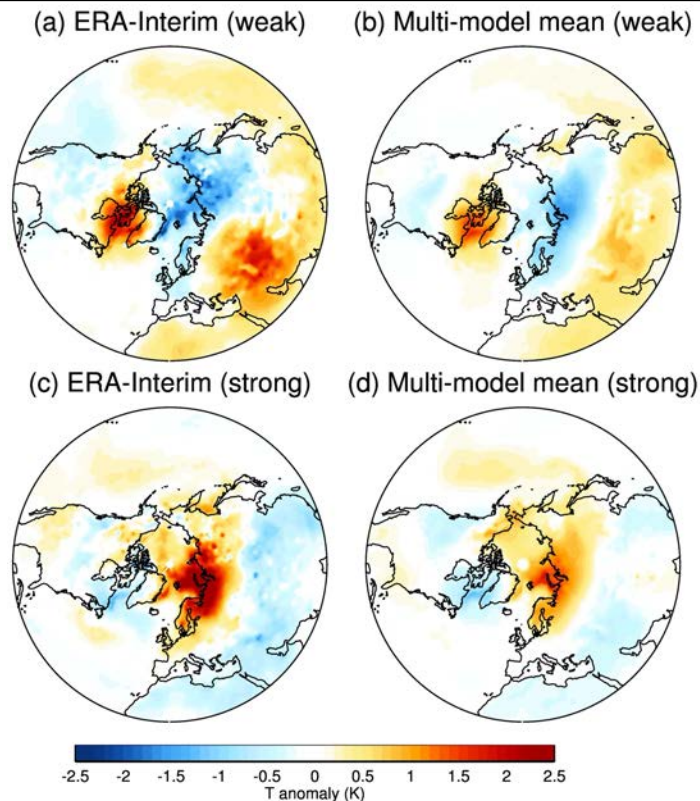 (a) ERA-Interim (weak)
(b) Multi-model mean (weak)
(c) ERA-Interim (strong)
(d) Multi-model mean (strong)
-2.5 -2 -1.5 -1 -0.5 0 0.5 1 1.5 2 2.5
T anomaly (K)